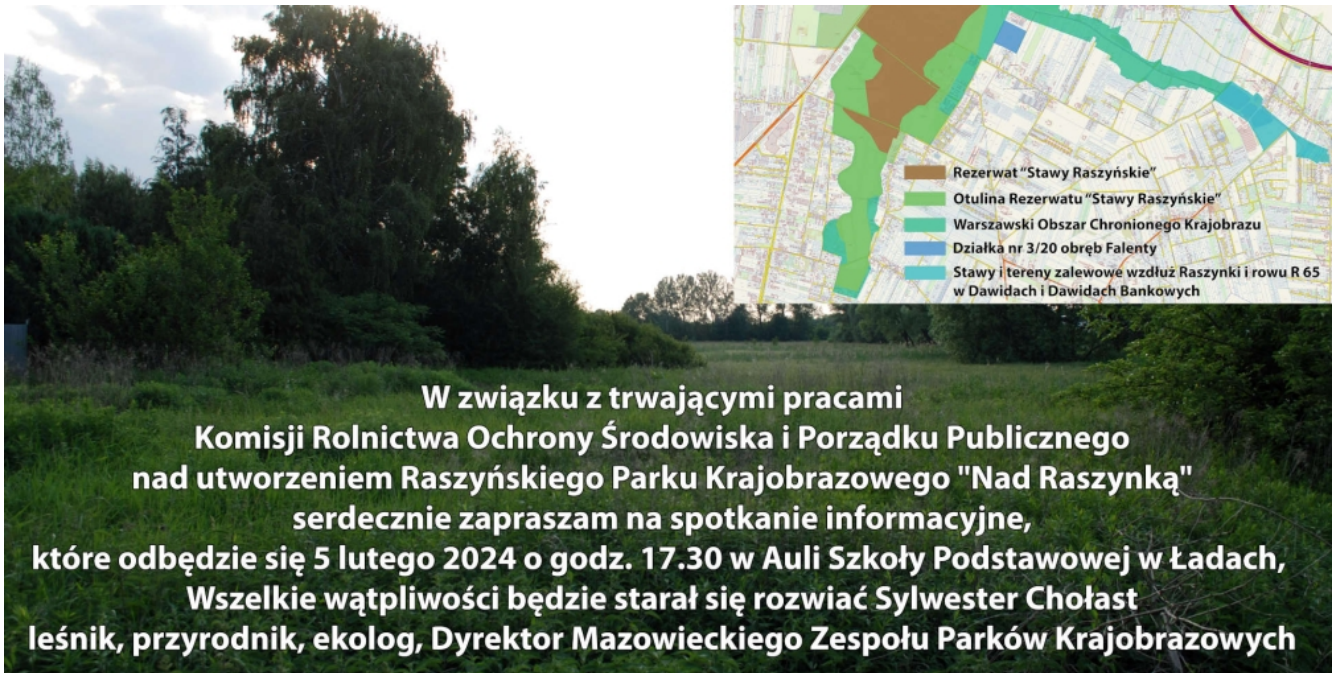 Rezerwat "Stawy Raszyńskie"
Otulina Rezerwatu "Stawy Raszyńskie"
Warszawski Obszar Chronionego Krajobrazu
Działka nr 3/20 obręb Falenty
Stawy i tereny zalewowe wzdłuż Raszynki i rowu R 65
w Dawidach i Dawidach Bankowych
W związku z trwającymi pracami
Komisji Rolnictwa Ochrony Środowiska i Porządku Publicznego
nad utworzeniem Raszyńskiego Parku Krajobrazowego "Nad Raszynką"
serdecznie zapraszam na spotkanie informacyjne,
które odbędzie się 5 lutego 2024 o godz. 17.30 w Auli Szkoły Podstawowej w Ładach,
Wszelkie wątpliwości będzie starał się rozwiać Sylwester Chołast
leśnik, przyrodnik, ekolog, Dyrektor Mazowieckiego Zespołu Parków Krajobrazowych